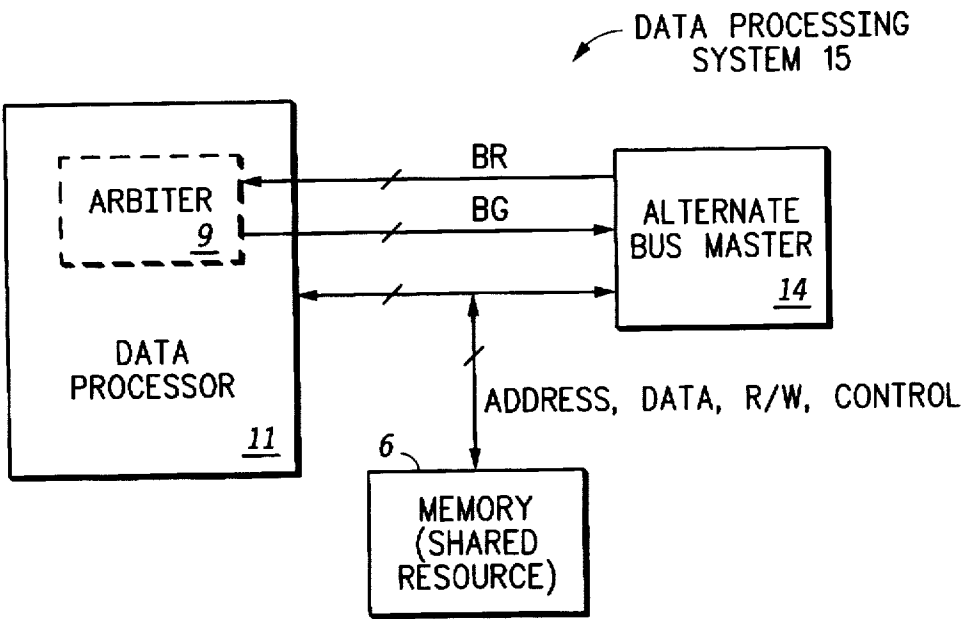 DATA PROCESSING
SYSTEM 15
ARBITER
9
BR
BG
ALTERNATE
BUS MASTER
14
DATA
PROCESSOR
11
ADDRESS, DATA, R/W, CONTROL
6
MEMORY
(SHARED
RESOURCE)